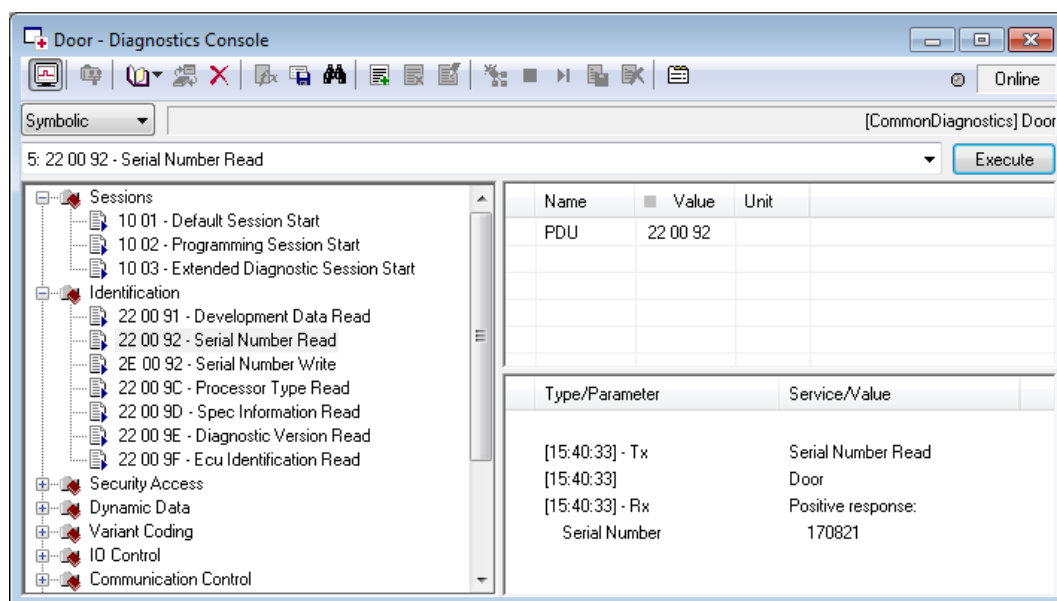 Door - Diagnostics Console
Online
Symbolic
[CommonDiagnostics] Door
5: 22 00 92 - Serial Number Read
Execute
Sessions
10 01 - Default Session Start
10 02 - Programming Session Start
10 03 - Extended Diagnostic Session Start
Identification
22 00 91 - Development Data Read
22 00 92 - Serial Number Read
2E 00 92 - Serial Number Write
22 00 9C - Processor Type Read
22 00 9D - Spec Information Read
22 00 9E - Diagnostic Version Read
22 00 9F - Ecu Identification Read
Security Access
Dynamic Data
Variant Coding
IO Control
Communication Control
Name Value Unit
PDU 22 00 92
Type/Parameter Service/Value
[15:40:33] - Tx Serial Number Read
[15:40:33] Door
[15:40:33] - Rx Positive response:
Serial Number 170821